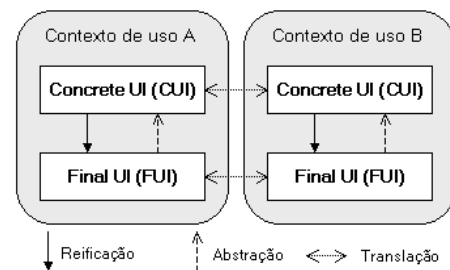 Contexto de uso A
Contexto de uso B
Concrete UI (CUI)
Concrete UI (CUI)
Final UI (FUI)
Final UI (FUI)
Reificação
Abstração
Translação